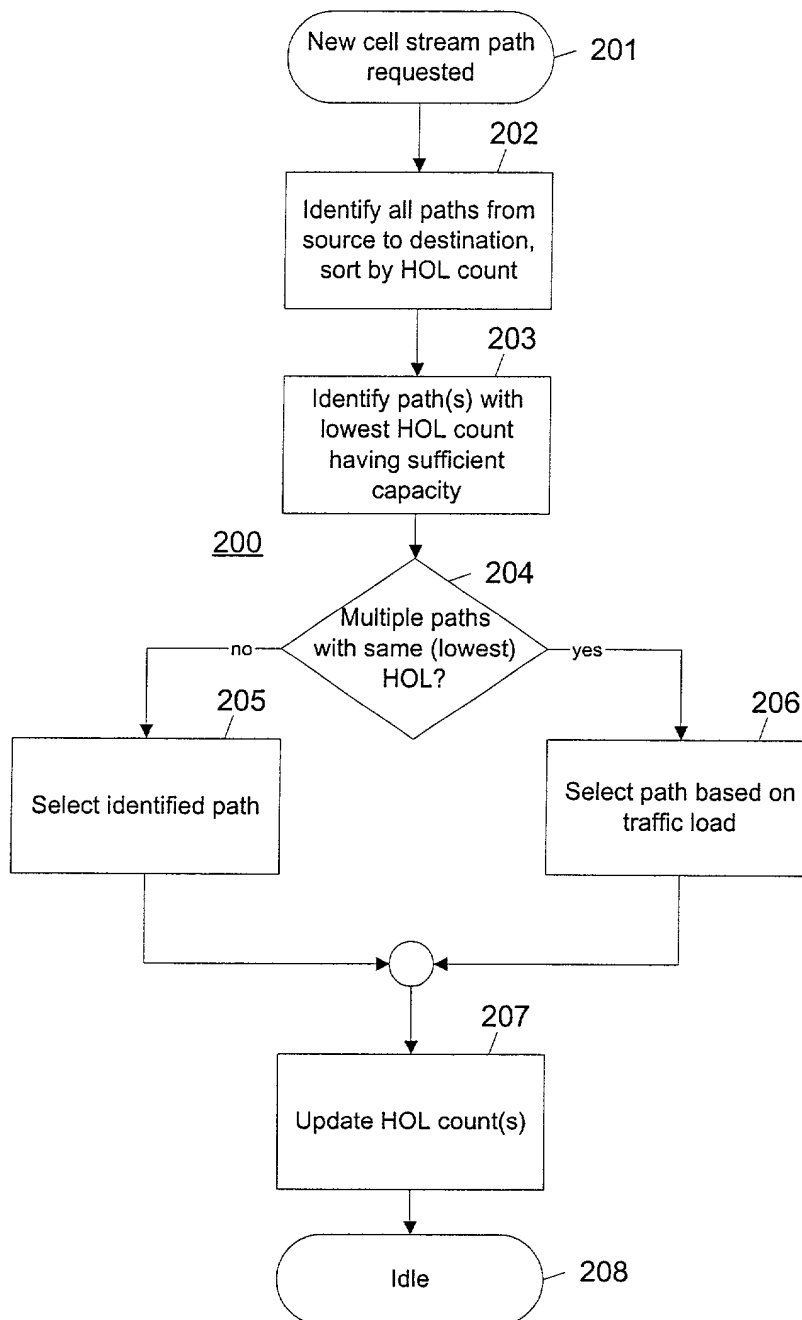 New cell stream path
requested
201
202
Identify all paths from
source to destination,
sort by HOL count
203
Identify path(s) with
lowest HOL count
having sufficient
capacity
200
204
Multiple paths
with same (lowest)
HOL?
no
yes
205
Select identified path
206
Select path based on
traffic load
207
Update HOL count(s)
Idle
208